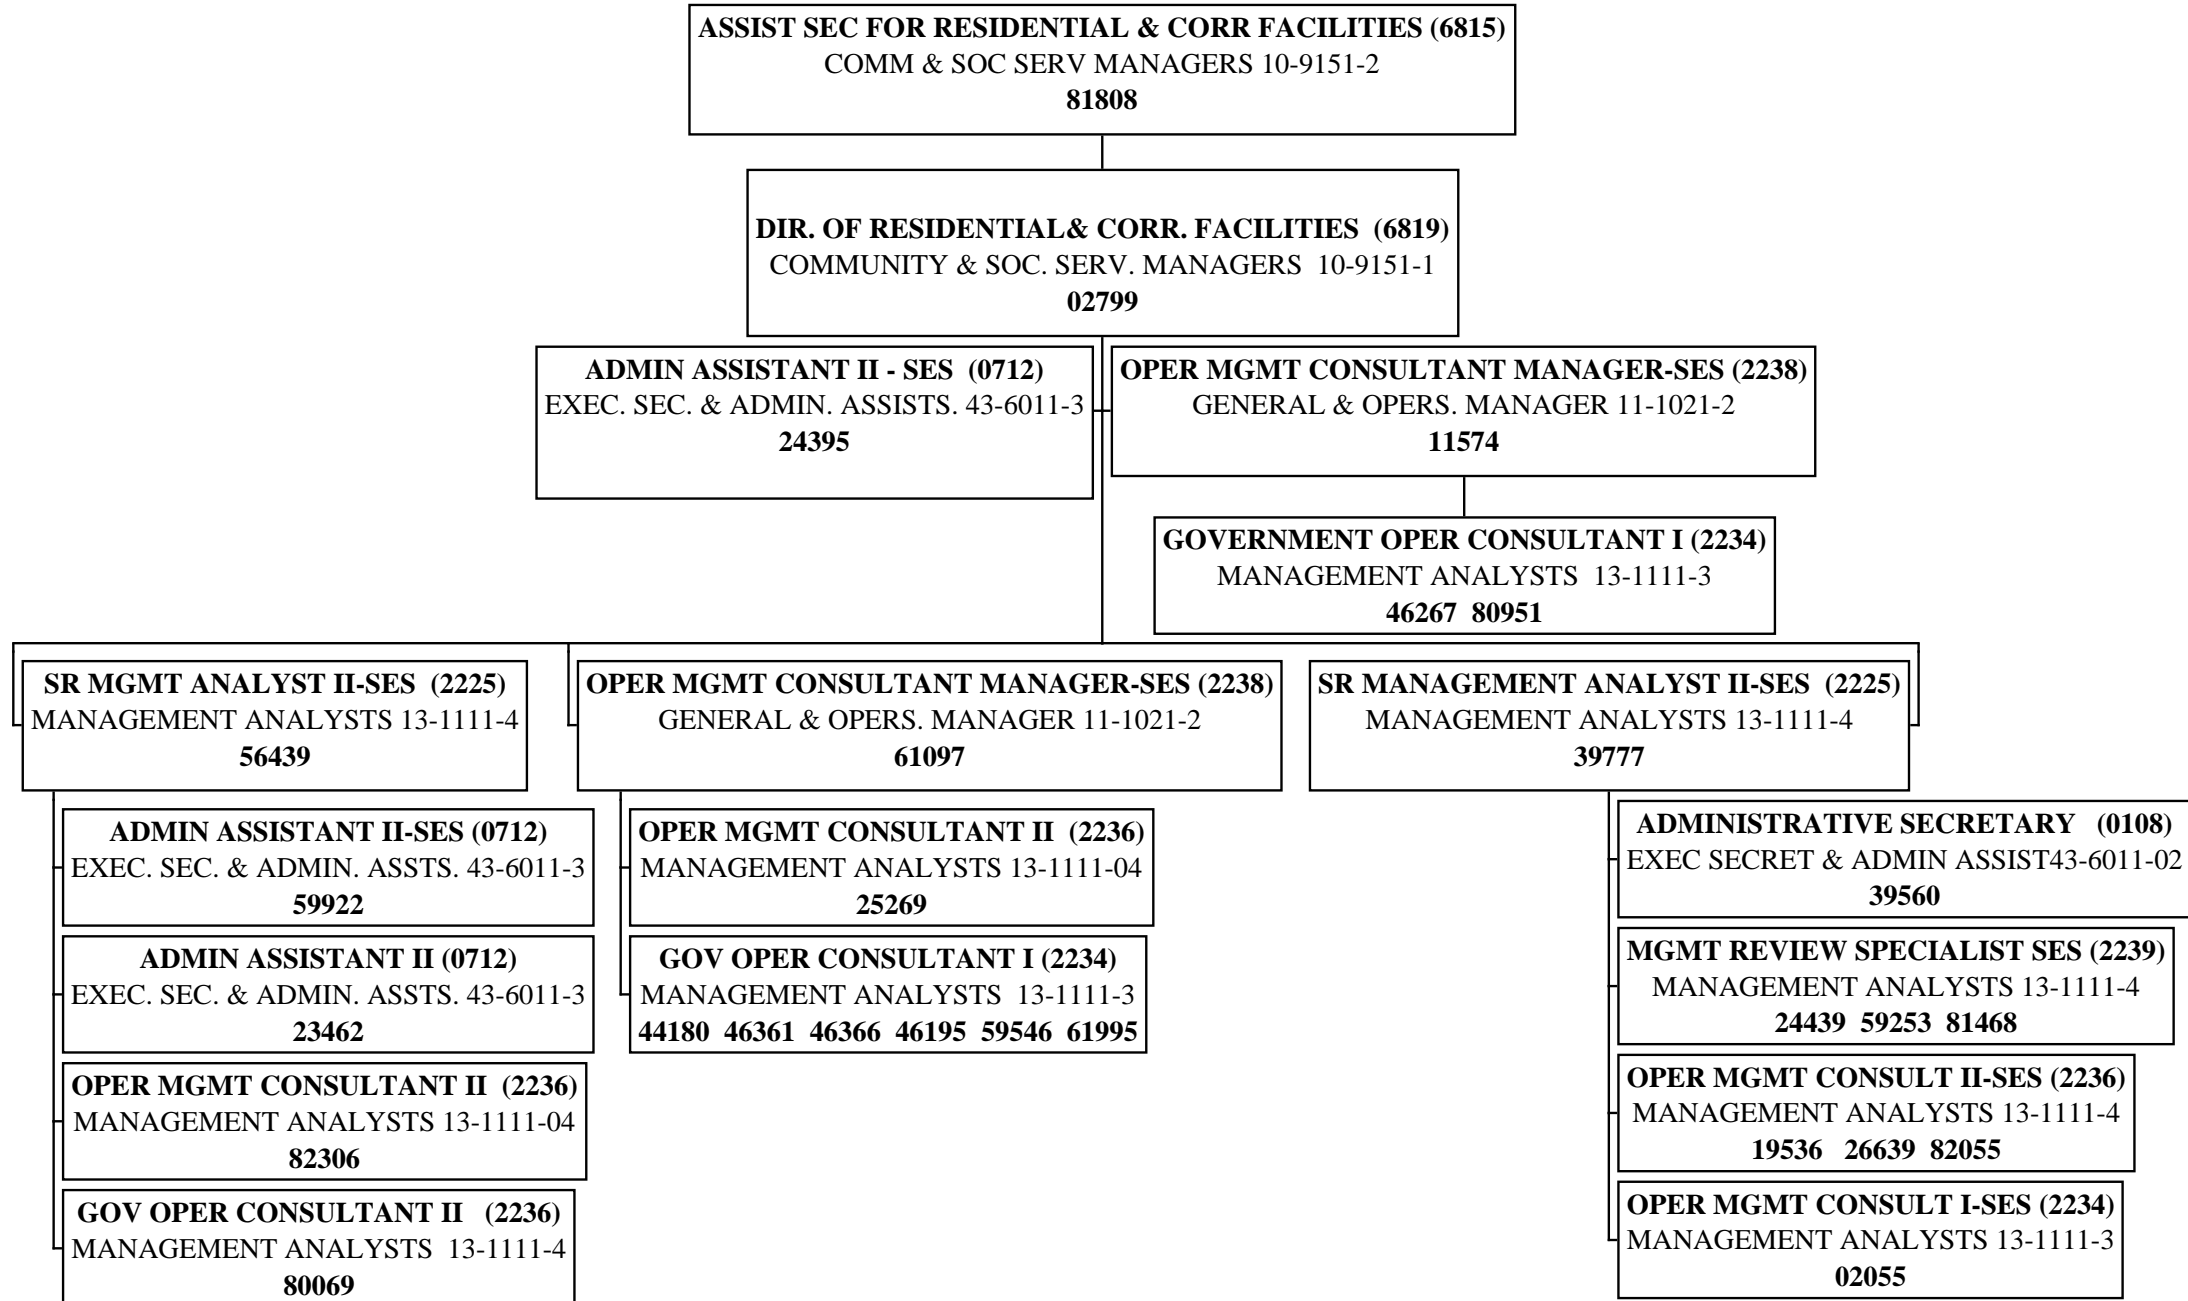 ASSIST SEC FOR RESIDENTIAL & CORR FACILITIES (6815)
COMM & SOC SERV MANAGERS 10-9151-2
81808
DIR. OF RESIDENTIAL& CORR. FACILITIES (6819)
COMMUNITY & SOC. SERV. MANAGERS 10-9151-1
02799
ADMIN ASSISTANT II - SES (0712)
EXEC. SEC. & ADMIN. ASSISTS. 43-6011-3
24395
OPER MGMT CONSULTANT MANAGER-SES (2238)
GENERAL & OPERS. MANAGER 11-1021-2
11574
GOVERNMENT OPER CONSULTANT I (2234)
MANAGEMENT ANALYSTS 13-1111-3
46267 80951
SR MGMT ANALYST II-SES (2225)
MANAGEMENT ANALYSTS 13-1111-4
56439
ADMIN ASSISTANT II-SES (0712)
EXEC. SEC. & ADMIN. ASSTS. 43-6011-3
59922
ADMIN ASSISTANT II (0712)
EXEC. SEC. & ADMIN. ASSTS. 43-6011-3
23462
OPER MGMT CONSULTANT II (2236)
MANAGEMENT ANALYSTS 13-1111-04
82306
GOV OPER CONSULTANT II (2236)
MANAGEMENT ANALYSTS 13-1111-4
80069
OPER MGMT CONSULTANT MANAGER-SES (2238)
GENERAL & OPERS. MANAGER 11-1021-2
61097
OPER MGMT CONSULTANT II (2236)
MANAGEMENT ANALYSTS 13-1111-04
25269
GOV OPER CONSULTANT I (2234)
MANAGEMENT ANALYSTS 13-1111-3
44180 46361 46366 46195 59546 61995
SR MANAGEMENT ANALYST II-SES (2225)
MANAGEMENT ANALYSTS 13-1111-4
39777
ADMINISTRATIVE SECRETARY (0108)
EXEC SECRET & ADMIN ASSIST43-6011-02
39560
MGMT REVIEW SPECIALIST SES (2239)
MANAGEMENT ANALYSTS 13-1111-4
24439 59253 81468
OPER MGMT CONSULT II-SES (2236)
MANAGEMENT ANALYSTS 13-1111-4
19536 26639 82055
OPER MGMT CONSULT I-SES (2234)
MANAGEMENT ANALYSTS 13-1111-3
02055